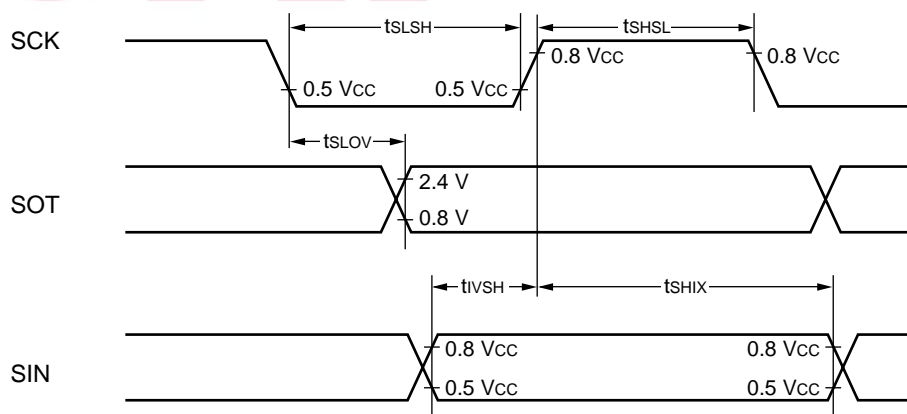 tSLSH
tSHSL
SCK
0.8 VCC
0.8 VCC
0.5 VCC
0.5 VCC
tSLOV
2.4 V
SOT
0.8 V
tIVSH
tSHIX
0.8 VCC
0.8 VCC
SIN
0.5 VCC
0.5 VCC